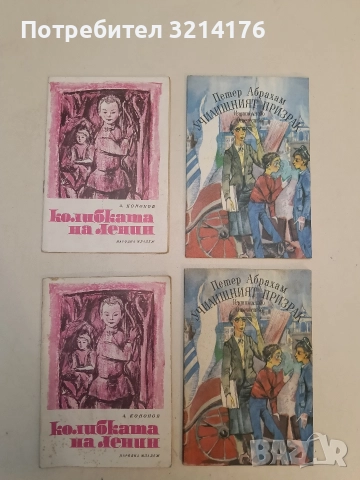 Потребител 3214176
А. КОНОНОВ
Колибката
на Ленин
НАРОДНА МЛАДЕЖ
Петер Абрахам
УЧИЛИЩНИЯТ ПРИЗРАК
А. КОНОНОВ
Колибката
на Ленин
НАРОДНА МЛАДЕЖ
Петер Абрахам
УЧИЛИЩНИЯТ ПРИЗРАК
BAZAR